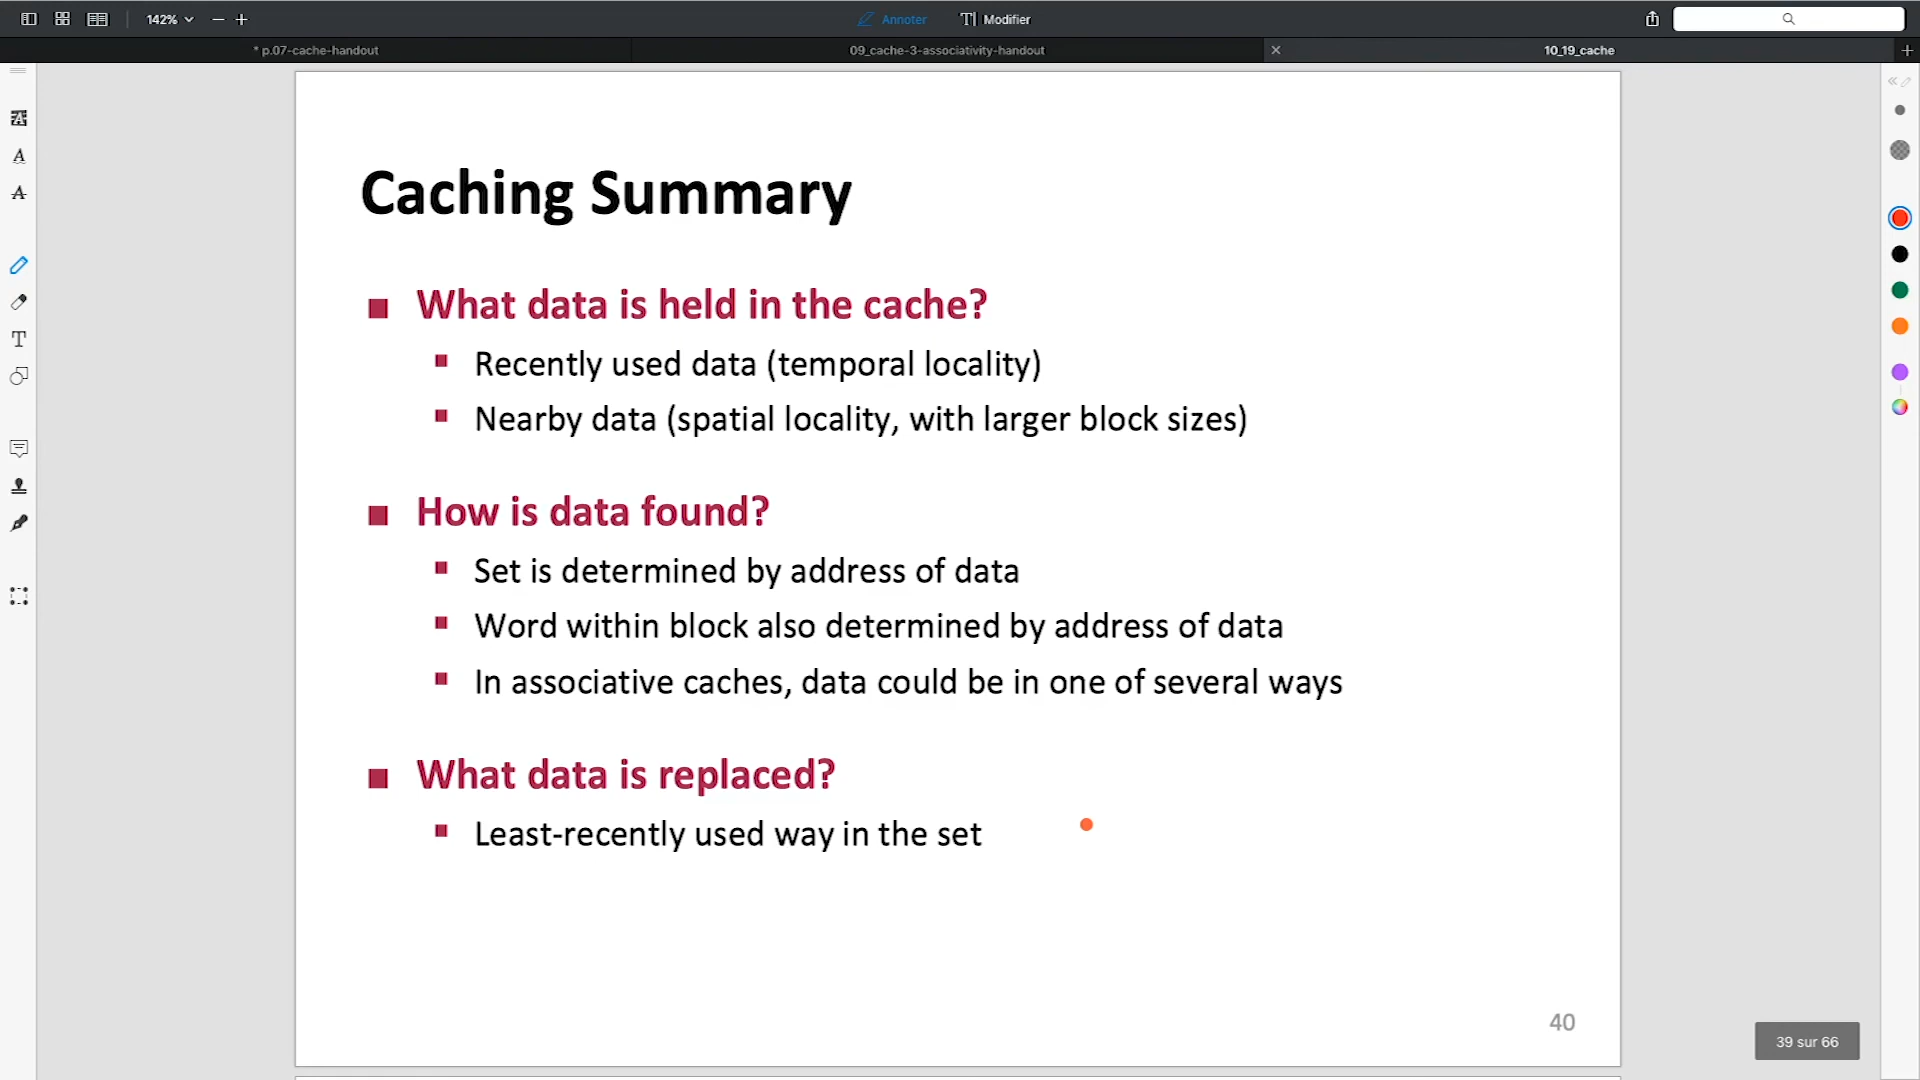 142%
Annoter
Modifier
* p.07-cache-handout
09_cache-3-associativity-handout
10_19_cache
Caching Summary
What data is held in the cache?
Recently used data (temporal locality)
Nearby data (spatial locality, with larger block sizes)
How is data found?
Set is determined by address of data
Word within block also determined by address of data
In associative caches, data could be in one of several ways
What data is replaced?
Least-recently used way in the set
40
39 sur 66